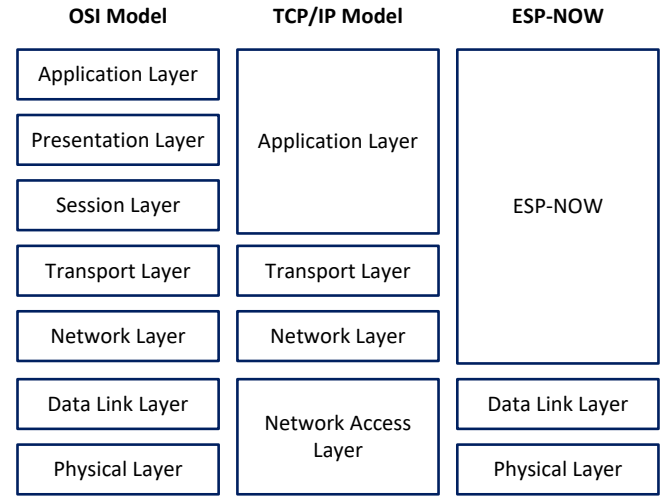 OSI Model
TCP/IP Model
ESP-NOW
Application Layer
Presentation Layer
Session Layer
Transport Layer
Network Layer
Data Link Layer
Physical Layer
Application Layer
Transport Layer
Network Layer
Network Access
Layer
ESP-NOW
Data Link Layer
Physical Layer